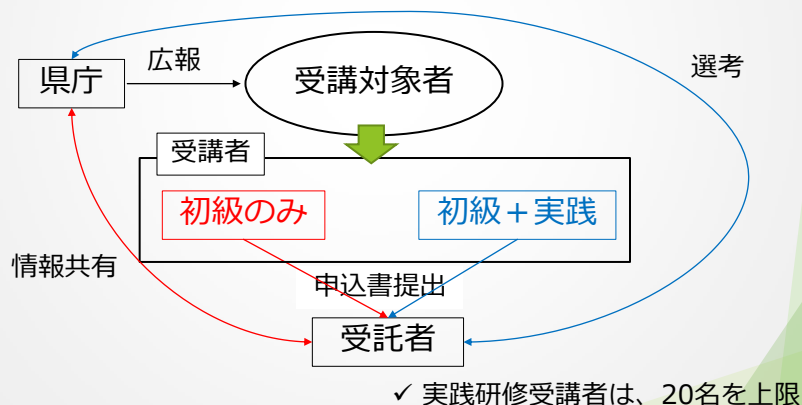 県庁
広報
受講対象者
選考
受講者
初級のみ
初級+実践
情報共有
申込書提出
受託者
✓ 実践研修受講者は、20名を上限